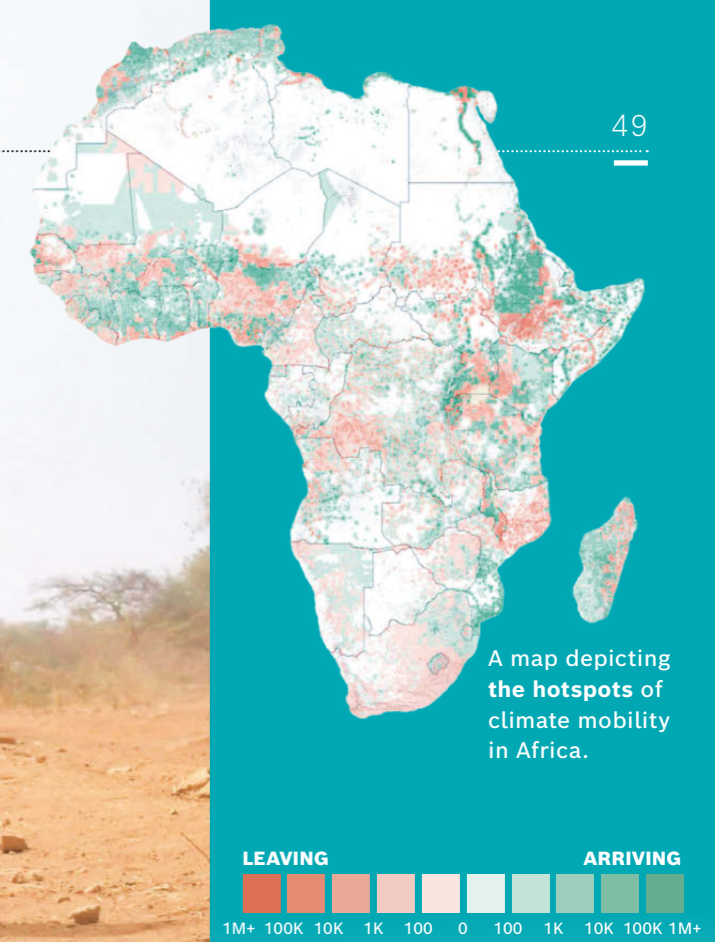 49
A map depicting
the hotspots of
climate mobility
in Africa.
LEAVING ARRIVING
1M+ 100K 10K 1K 100 0 100 1K 10K 100K 1M+